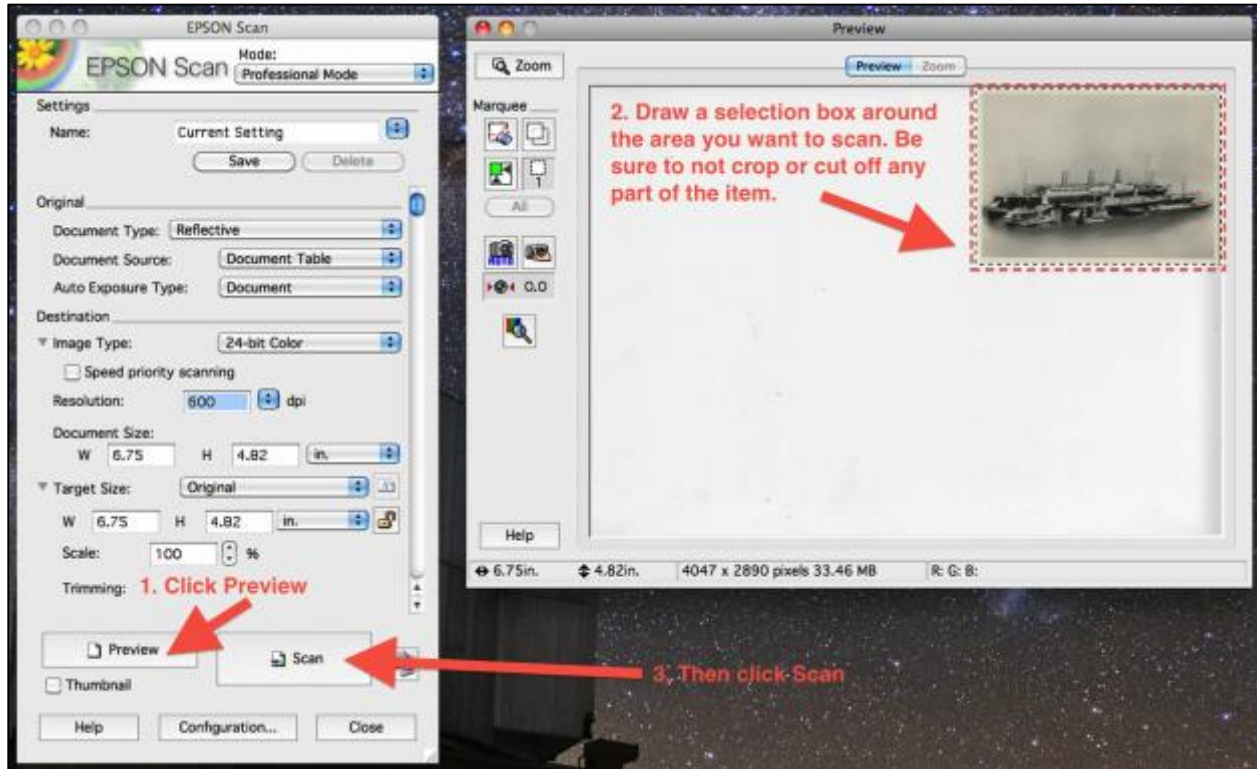 EPSON Scan
EPSON Scan
Mode:
Professional Mode
Settings
Name: Current Setting
Save Delete
Original
Document Type: Reflective
Document Source: Document Table
Auto Exposure Type: Document
Destination
Image Type: 24-bit Color
Speed priority scanning
Resolution: 600 dpi
Document Size:
W 6.75 H 4.82 in.
Target Size: Original
W 6.75 H 4.82 in.
Scale: 100 %
Trimming:
1. Click Preview
Preview
Scan
Thumbnail
Help Configuration... Close
Preview
Zoom
Preview Zoom
Marquee
1
All
0.0
Help
2. Draw a selection box around
the area you want to scan. Be
sure to not crop or cut off any
part of the item.
6.75in. 4.82in. 4047 x 2890 pixels 33.46 MB R: G: B:
3. Then click Scan